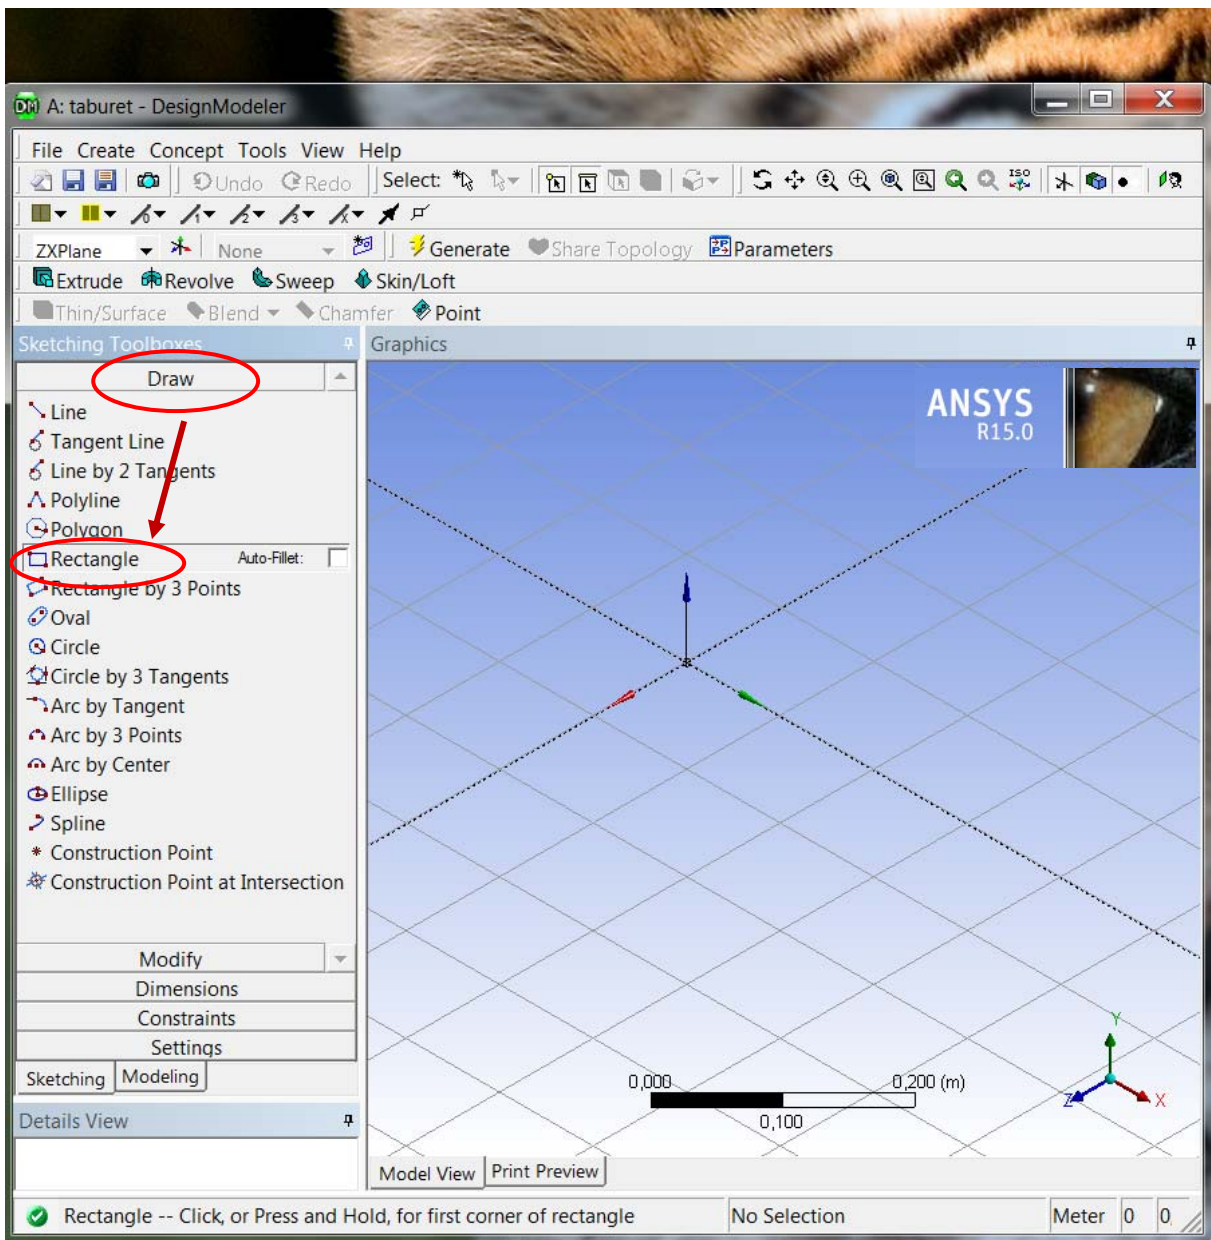 A: taburet - DesignModeler
File Create Concept Tools View Help
Undo Redo Select: ISO
ZXPlane None Generate Share Topology Parameters
Extrude Revolve Sweep Skin/Loft
Thin/Surface Blend Chamfer Point
Sketching Toolboxes Graphics
Draw
ANSYS
R15.0
Line
Tangent Line
Line by 2 Tangents
Polyline
Polygon
Rectangle Auto-Fillet:
Rectangle by 3 Points
Oval
Circle
Circle by 3 Tangents
Arc by Tangent
Arc by 3 Points
Arc by Center
Ellipse
Spline
Construction Point
Construction Point at Intersection
Modify
Dimensions
Constraints
Settings
Sketching Modeling
0,000 0,200 (m)
0,100
Y
Z X
Details View
Model View Print Preview
Rectangle -- Click, or Press and Hold, for first corner of rectangle No Selection Meter 0 0